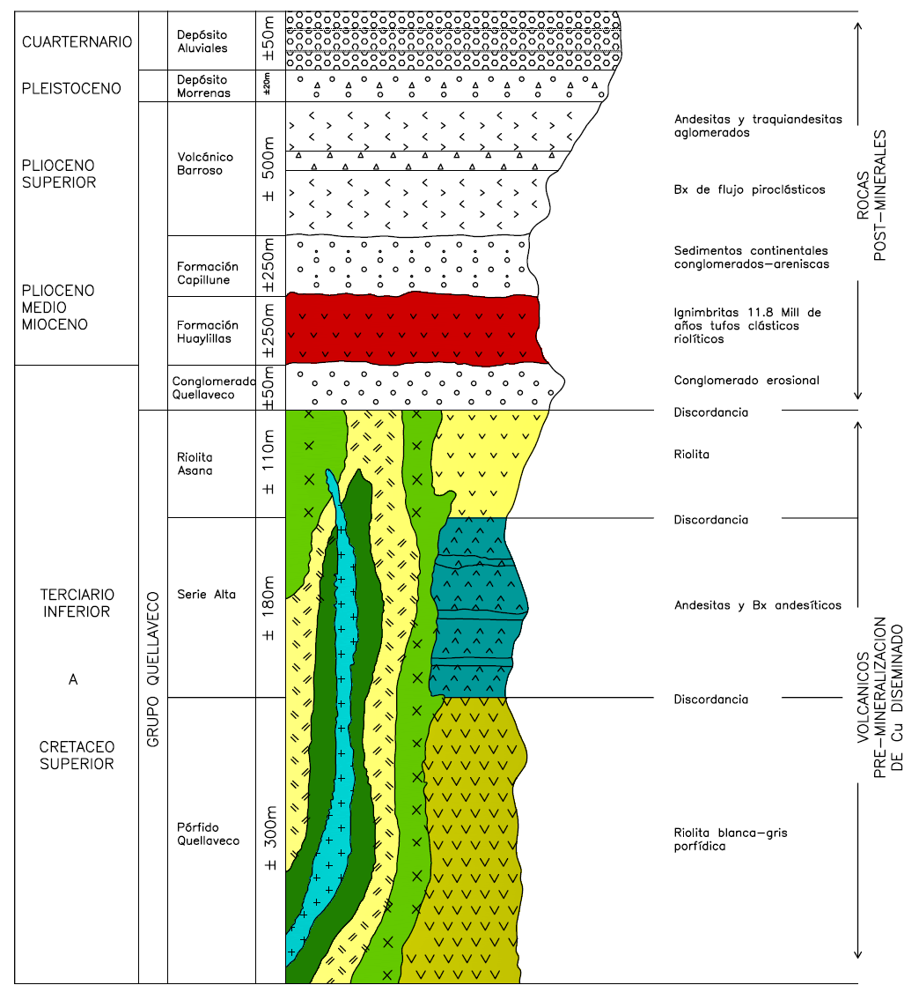 CUARTERNARIO
Depósito
Aluviales
±50m
PLEISTOCENO
Depósito
Morrenas
±20m
PLIOCENO
SUPERIOR
Volcánico
Barroso
± 500m
Andesitas y traquiandesitas
aglomerados
Bx de flujo piroclásticos
PLIOCENO
MEDIO
MIOCENO
Formación
Capillune
±250m
Sedimentos continentales
conglomerados-areniscas
Formación
Huaylillas
±250m
Ignimbritas 11.8 Mill de
años tufos clásticos
riolíticos
Conglomerado
Quellaveco
±50m
Conglomerado erosional
ROCAS
POST-MINERALES
Discordancia
TERCIARIO
INFERIOR
A
CRETACEO
SUPERIOR
GRUPO QUELLAVECO
Riolita
Asana
± 110m
Riolita
Discordancia
Serie Alta
± 180m
Andesitas y Bx andesíticos
Discordancia
Pórfido
Quellaveco
± 300m
Riolita blanca-gris
porfídica
VOLCANICOS
PRE-MINERALIZACION
DE Cu DISEMINADO